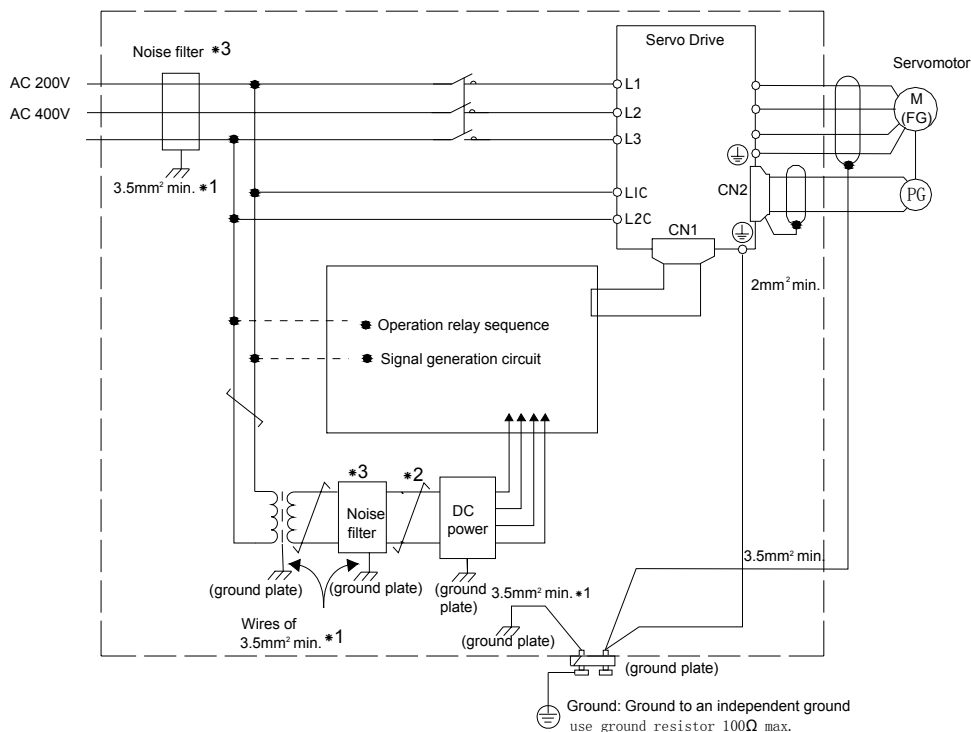 Noise filter *3
Servo Drive
Servomotor
AC 200V
L1
M
(FG)
AC 400V
L2
L3
3.5mm² min. *1
L1C
CN2
PG
L2C
CN1
2mm² min.
Operation relay sequence
Signal generation circuit
*3
*2
Noise
filter
DC
power
3.5mm² min.
(ground plate)
(ground plate)
(ground
plate)
3.5mm² min. *1
Wires of
3.5mm² min. *1
(ground plate)
(ground plate)
Ground: Ground to an independent ground
use ground resistor 100Ω max.